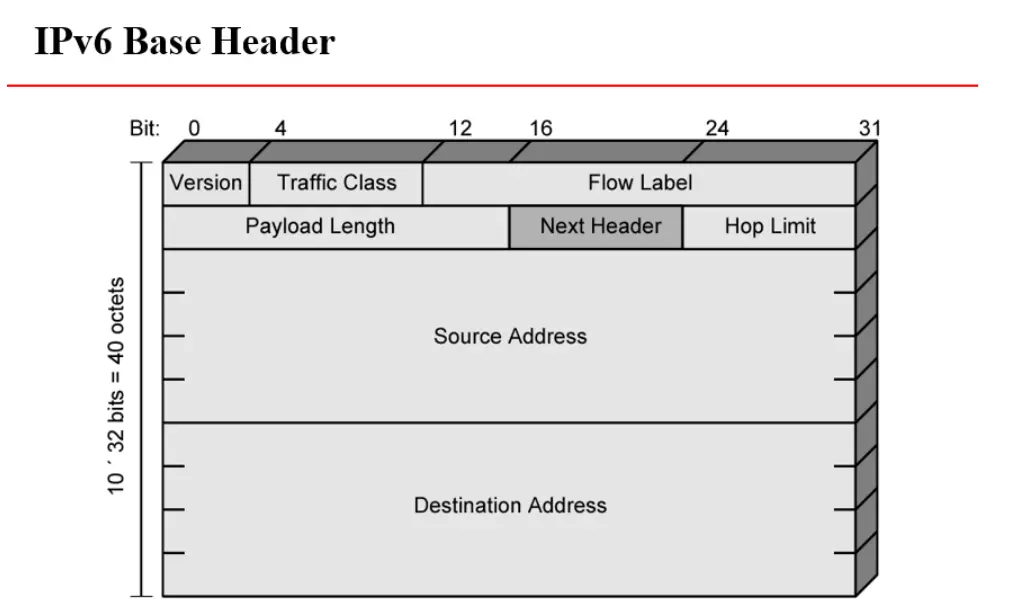 IPv6 Base Header
Bit: 0 4 12 16 24 31
Version Traffic Class Flow Label
Payload Length Next Header Hop Limit
Source Address
Destination Address
10 ´ 32 bits = 40 octets